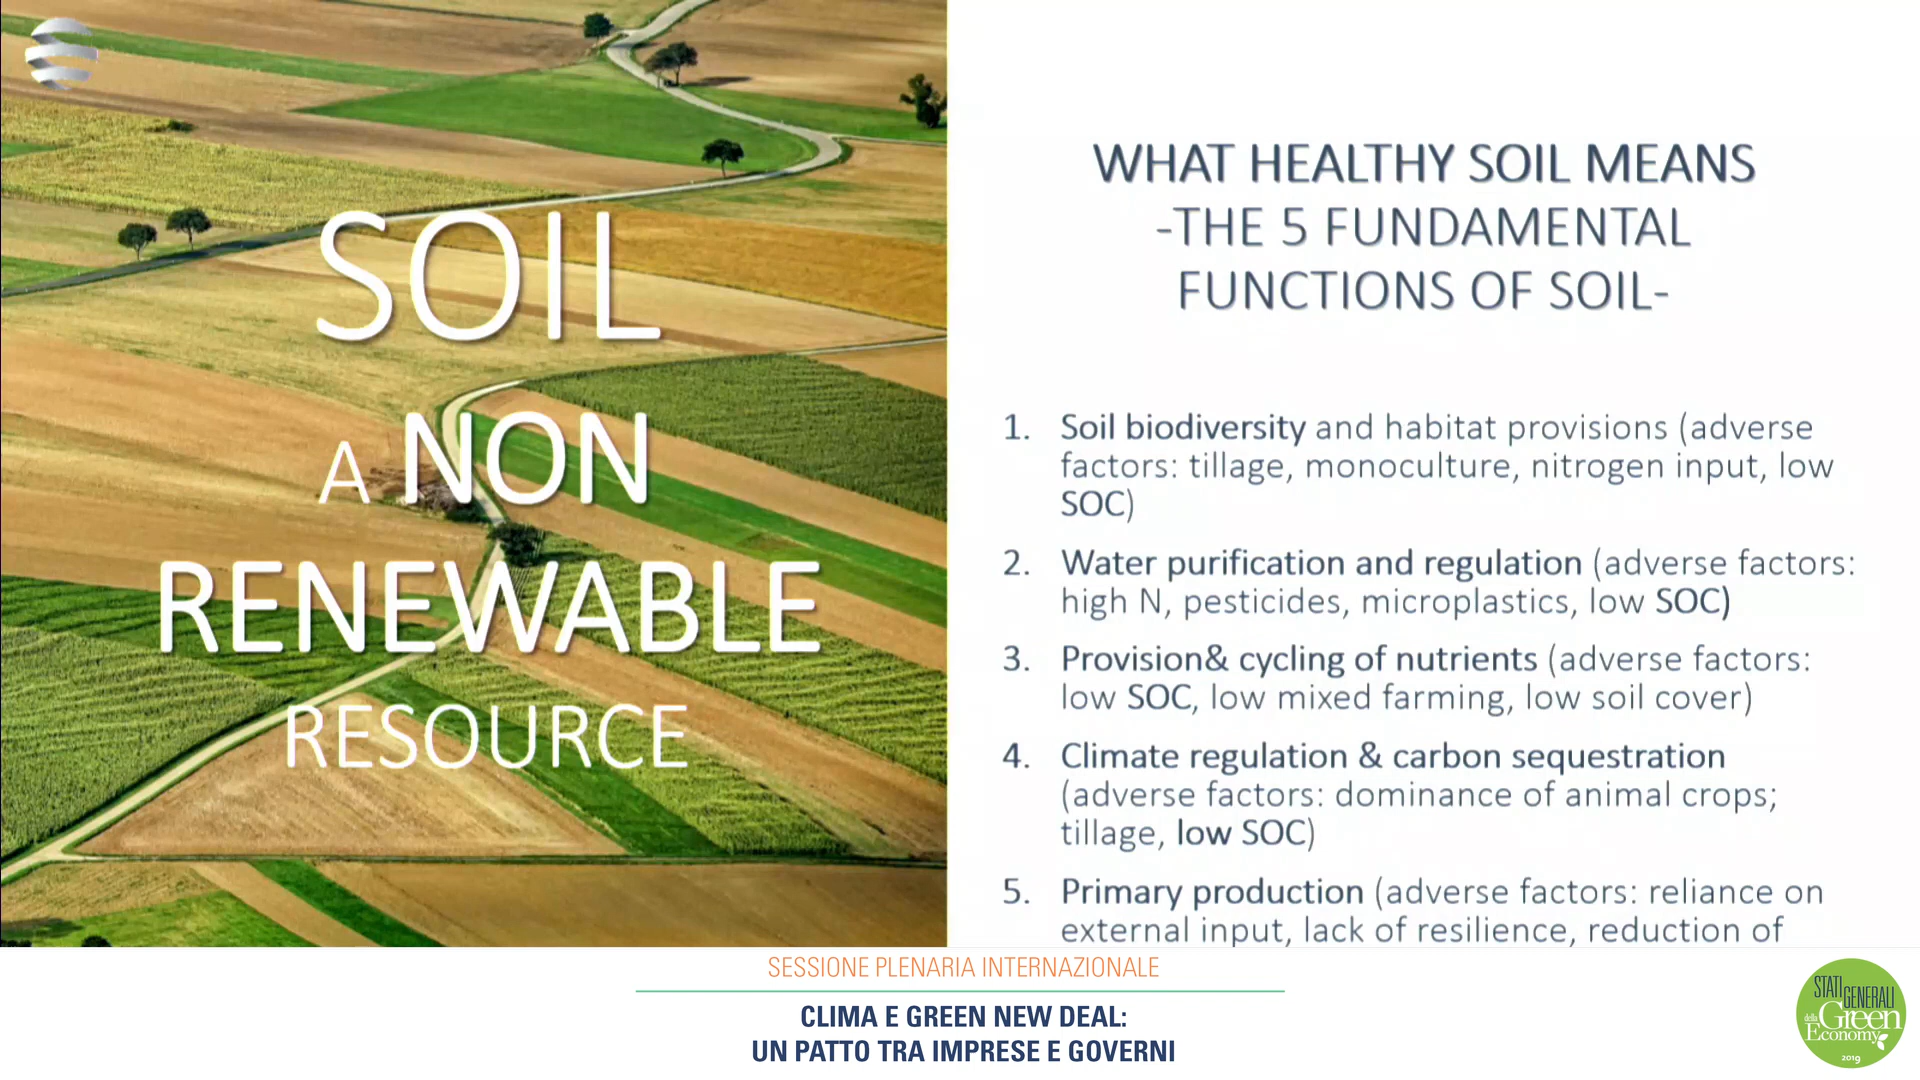 SOIL
A NON
RENEWABLE
RESOURCE
WHAT HEALTHY SOIL MEANS
-THE 5 FUNDAMENTAL
FUNCTIONS OF SOIL-
1. Soil biodiversity and habitat provisions (adverse
factors: tillage, monoculture, nitrogen input, low
SOC)
2. Water purification and regulation (adverse factors:
high N, pesticides, microplastics, low SOC)
3. Provision& cycling of nutrients (adverse factors:
low SOC, low mixed farming, low soil cover)
4. Climate regulation & carbon sequestration
(adverse factors: dominance of animal crops;
tillage, low SOC)
5. Primary production (adverse factors: reliance on
external input, lack of resilience, reduction of
SESSIONE PLENARIA INTERNAZIONALE
CLIMA E GREEN NEW DEAL:
UN PATTO TRA IMPRESE E GOVERNI
STATI
GENERALI
della Green
Economy
2019